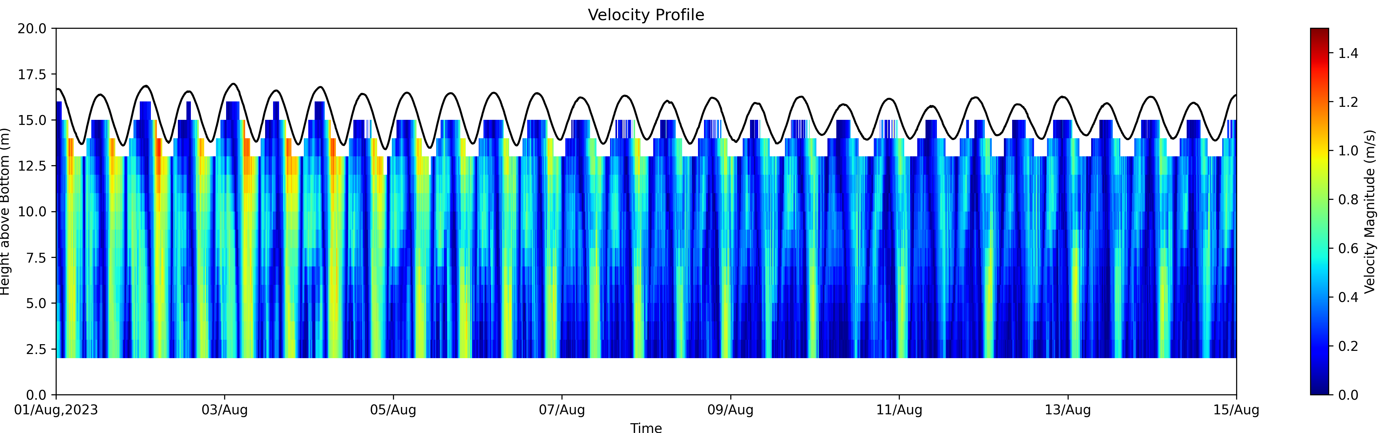 Velocity Profile
20.0
17.5
15.0
12.5
10.0
7.5
5.0
2.5
0.0
Height above Bottom (m)
01/Aug,2023
03/Aug
05/Aug
07/Aug
09/Aug
11/Aug
13/Aug
15/Aug
Time
1.4
1.2
1.0
0.8
0.6
0.4
0.2
0.0
Velocity Magnitude (m/s)